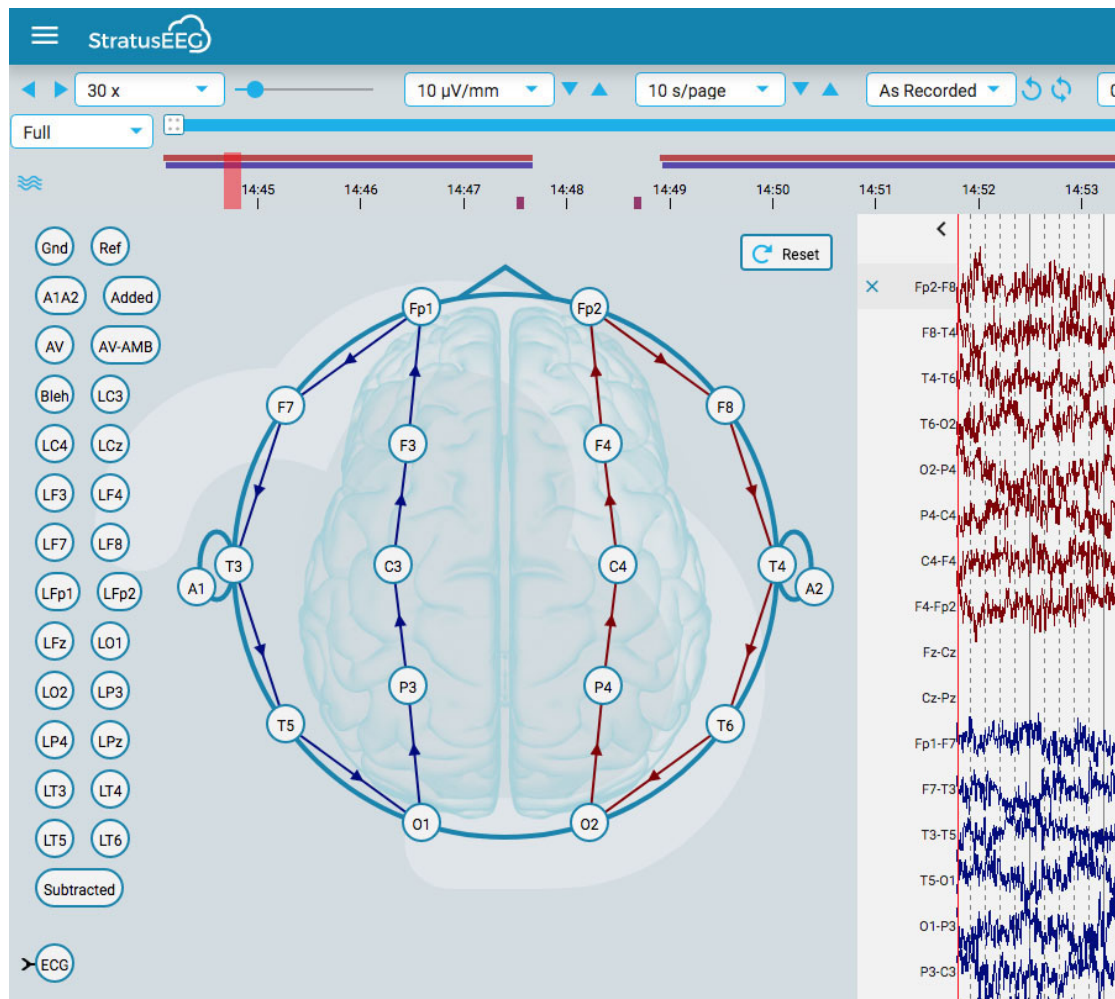 StratusEEG
30 x
10 µV/mm
10 s/page
As Recorded
Full
14:45 14:46 14:47 14:48 14:49 14:50 14:51 14:52 14:53
Gnd Ref
A1A2 Added
AV AV-AMB
Bleh LC3
LC4 LCz
LF3 LF4
LF7 LF8
LFp1 LFp2
LFz LO1
LO2 LP3
LP4 LPz
LT3 LT4
LT5 LT6
Subtracted
ECG
Reset
Fp1 Fp2
F7 F8
F3 F4
A1 T3 C3 C4 T4 A2
P3 P4
T5 T6
O1 O2
Fp2-F8
F8-T4
T4-T6
T6-O2
O2-P4
P4-C4
C4-F4
F4-Fp2
Fz-Cz
Cz-Pz
Fp1-F7
F7-T3
T3-T5
T5-O1
O1-P3
P3-C3